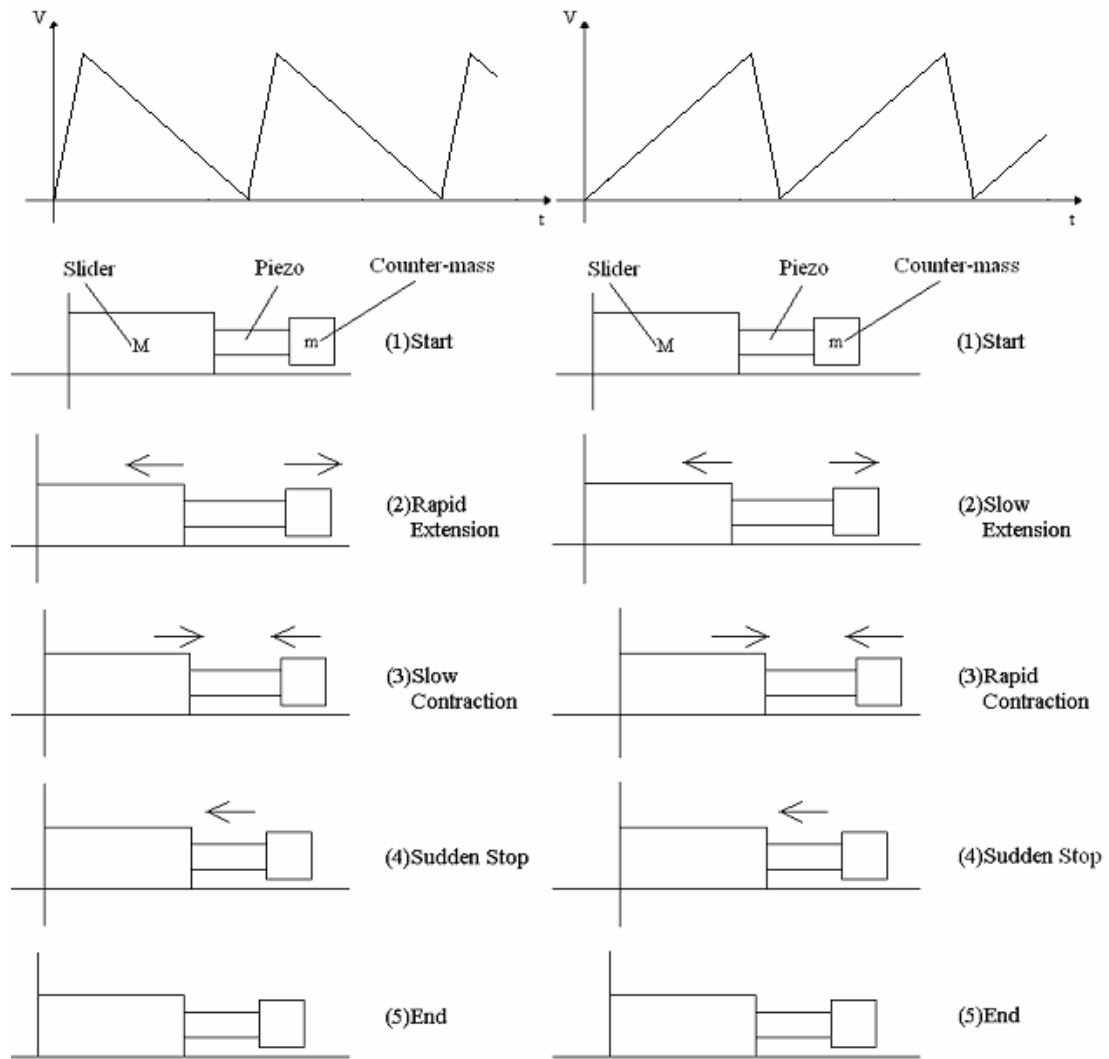 V
t
V
t
Slider
Piezo
Counter-mass
M
m
(1)Start
Slider
Piezo
Counter-mass
M
m
(1)Start
(2)Rapid
Extension
(2)Slow
Extension
(3)Slow
Contraction
(3)Rapid
Contraction
(4)Sudden Stop
(4)Sudden Stop
(5)End
(5)End